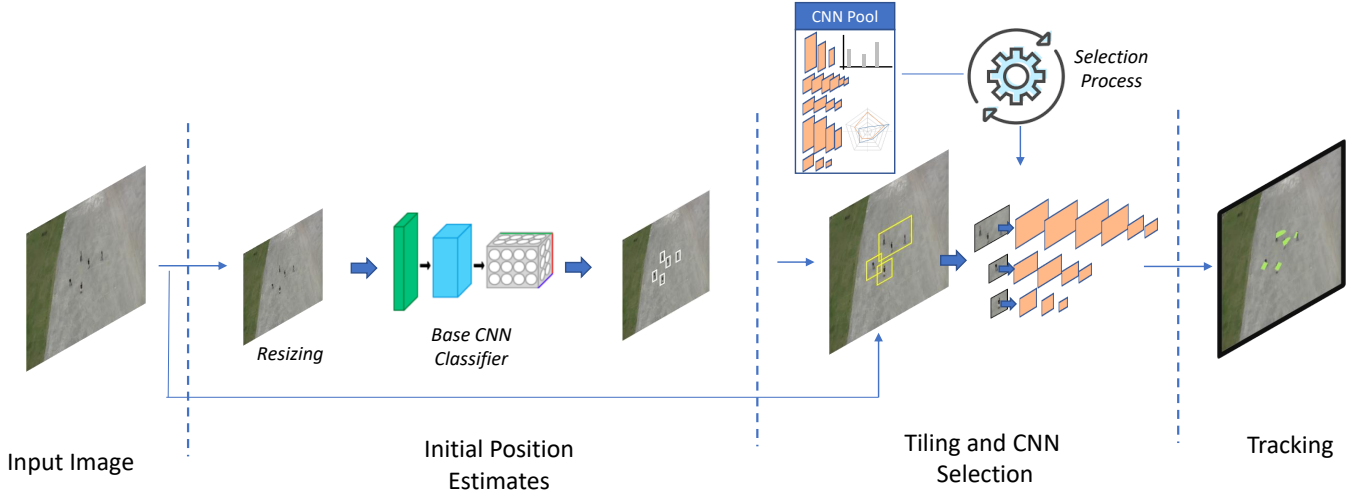 CNN Pool
Selection
Process
Resizing
Base CNN
Classifier
Input Image
Initial Position
Estimates
Tiling and CNN
Selection
Tracking